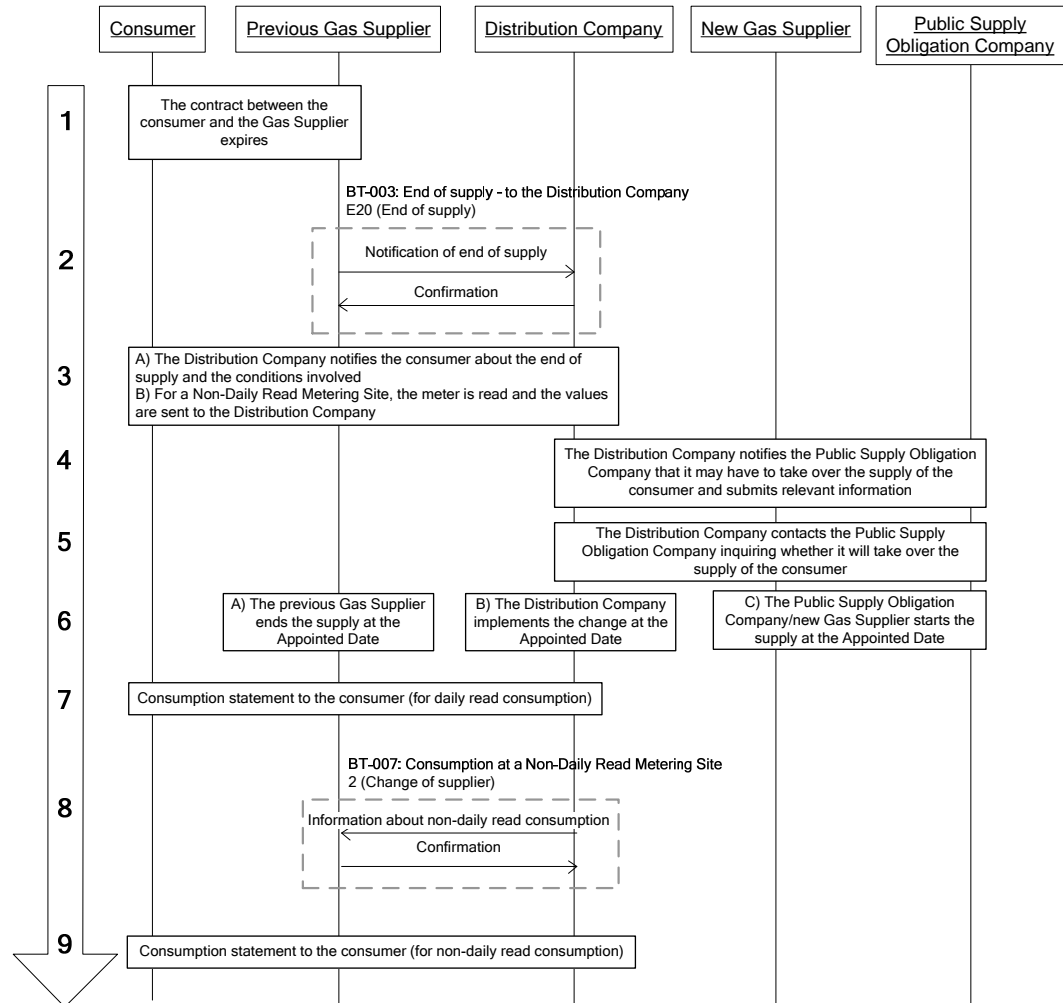 Consumer
Previous Gas Supplier
Distribution Company
New Gas Supplier
Public Supply
Obligation Company
1
The contract between the
consumer and the Gas Supplier
expires
BT-003: End of supply - to the Distribution Company
E20 (End of supply)
2
Notification of end of supply
Confirmation
3
A) The Distribution Company notifies the consumer about the end of
supply and the conditions involved
B) For a Non-Daily Read Metering Site, the meter is read and the values
are sent to the Distribution Company
4
The Distribution Company notifies the Public Supply Obligation
Company that it may have to take over the supply of the
consumer and submits relevant information
5
The Distribution Company contacts the Public Supply
Obligation Company inquiring whether it will take over the
supply of the consumer
6
A) The previous Gas Supplier
ends the supply at the
Appointed Date
B) The Distribution Company
implements the change at the
Appointed Date
C) The Public Supply Obligation
Company/new Gas Supplier starts the
supply at the Appointed Date
7
Consumption statement to the consumer (for daily read consumption)
BT-007: Consumption at a Non-Daily Read Metering Site
2 (Change of supplier)
8
Information about non-daily read consumption
Confirmation
9
Consumption statement to the consumer (for non-daily read consumption)